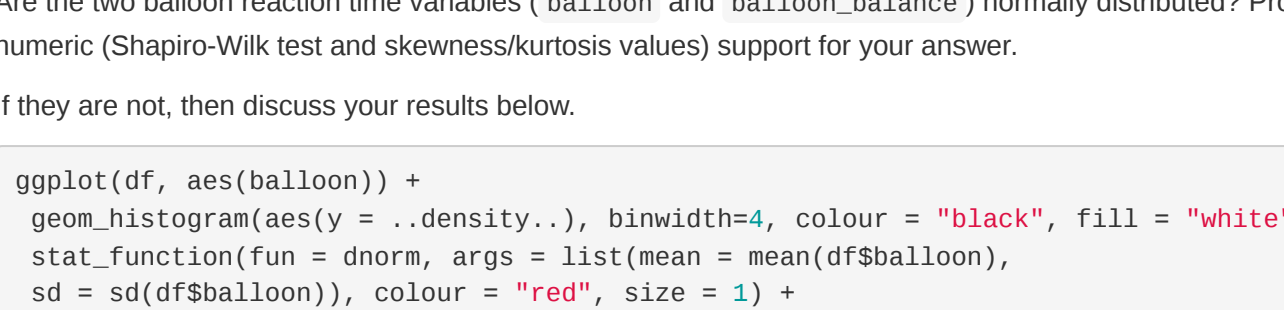 Are the two balloon reaction time variables ( balloon and balloon_balance ) normally distributed?
numeric (Shapiro-Wilk test and skewness/kurtosis values) support for your answer.
If they are not, then discuss your results below.
ggplot(df, aes(balloon)) +
geom_histogram(aes(y = ..density..), binwidth=4, colour = "black", fill = "white"
stat_function(fun = dnorm, args = list(mean = mean(df$balloon),
sd = sd(df$balloon)), colour = "red", size = 1) +